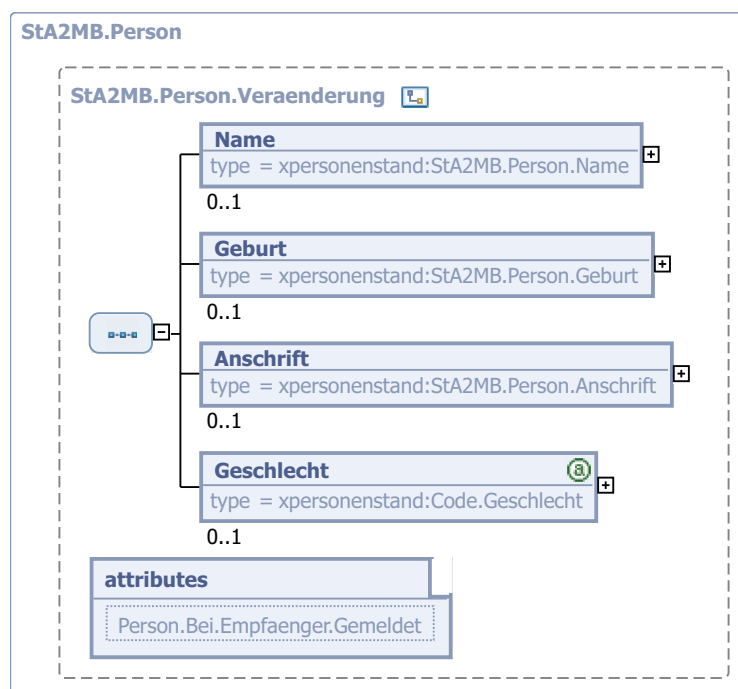 StA2MB.Person
StA2MB.Person.Veraenderung
Name
type = xpersonenstand:StA2MB.Person.Name
0..1
Geburt
type = xpersonenstand:StA2MB.Person.Geburt
0..1
Anschrift
type = xpersonenstand:StA2MB.Person.Anschrift
0..1
Geschlecht a
type = xpersonenstand:Code.Geschlecht
0..1
attributes
Person.Bei.Empfaenger.Gemeldet